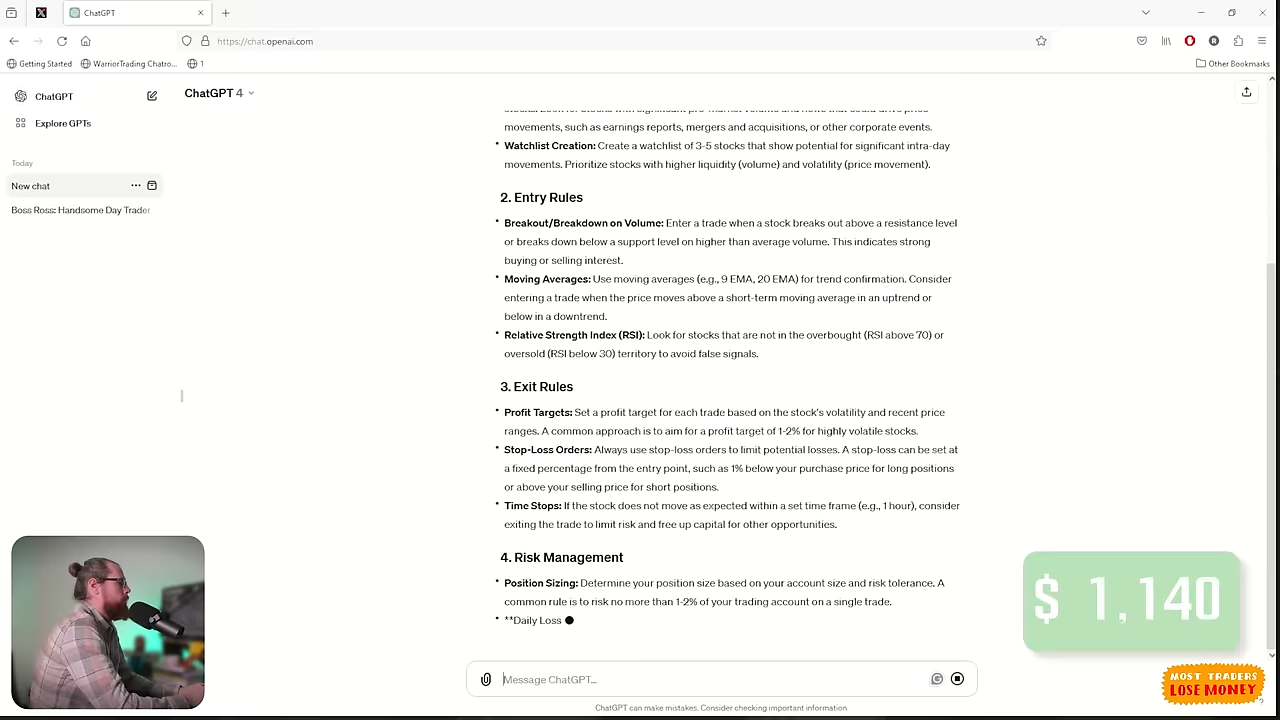 ChatGPT
https://chat.openai.com
Getting Started
WarriorTrading Chatro...
1
Other Bookmarks
ChatGPT
ChatGPT 4
Explore GPTs
Today
New chat
Boss Ross: Handsome Day Trader
movements, such as earnings reports, mergers and acquisitions, or other corporate events.
• Watchlist Creation: Create a watchlist of 3-5 stocks that show potential for significant intra-day
movements. Prioritize stocks with higher liquidity (volume) and volatility (price movement).
2. Entry Rules
• Breakout/Breakdown on Volume: Enter a trade when a stock breaks out above a resistance level
or breaks down below a support level on higher than average volume. This indicates strong
buying or selling interest.
• Moving Averages: Use moving averages (e.g., 9 EMA, 20 EMA) for trend confirmation. Consider
entering a trade when the price moves above a short-term moving average in an uptrend or
below in a downtrend.
• Relative Strength Index (RSI): Look for stocks that are not in the overbought (RSI above 70) or
oversold (RSI below 30) territory to avoid false signals.
3. Exit Rules
• Profit Targets: Set a profit target for each trade based on the stock's volatility and recent price
ranges. A common approach is to aim for a profit target of 1-2% for highly volatile stocks.
• Stop-Loss Orders: Always use stop-loss orders to limit potential losses. A stop-loss can be set at
a fixed percentage from the entry point, such as 1% below your purchase price for long positions
or above your selling price for short positions.
• Time Stops: If the stock does not move as expected within a set time frame (e.g., 1 hour), consider
exiting the trade to limit risk and free up capital for other opportunities.
4. Risk Management
• Position Sizing: Determine your position size based on your account size and risk tolerance. A
common rule is to risk no more than 1-2% of your trading account on a single trade.
• **Daily Loss
$ 1,140
Message ChatGPT...
MOST TRADERS
LOSE MONEY
ChatGPT can make mistakes. Consider checking important information.
?